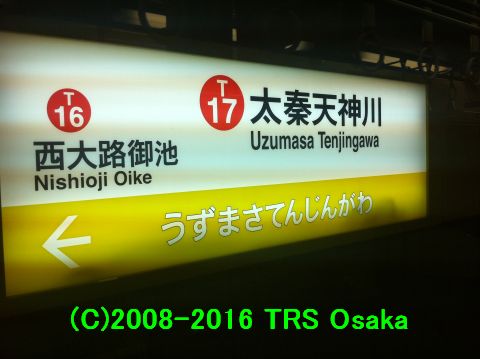 T
16
西大路御池
Nishioji Oike
T
17
太秦天神川
Uzumasa Tenjingawa
うずまさてんじんがわ
(C)2008-2016 TRS Osaka